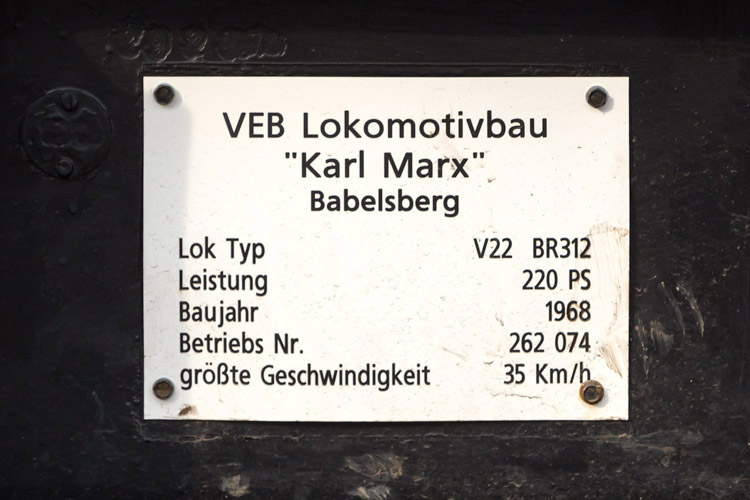 VEB Lokomotivbau
"Karl Marx"
Babelsberg
Lok Typ V22 BR312
Leistung 220 PS
Baujahr 1968
Betriebs Nr. 262 074
größte Geschwindigkeit 35 Km/h